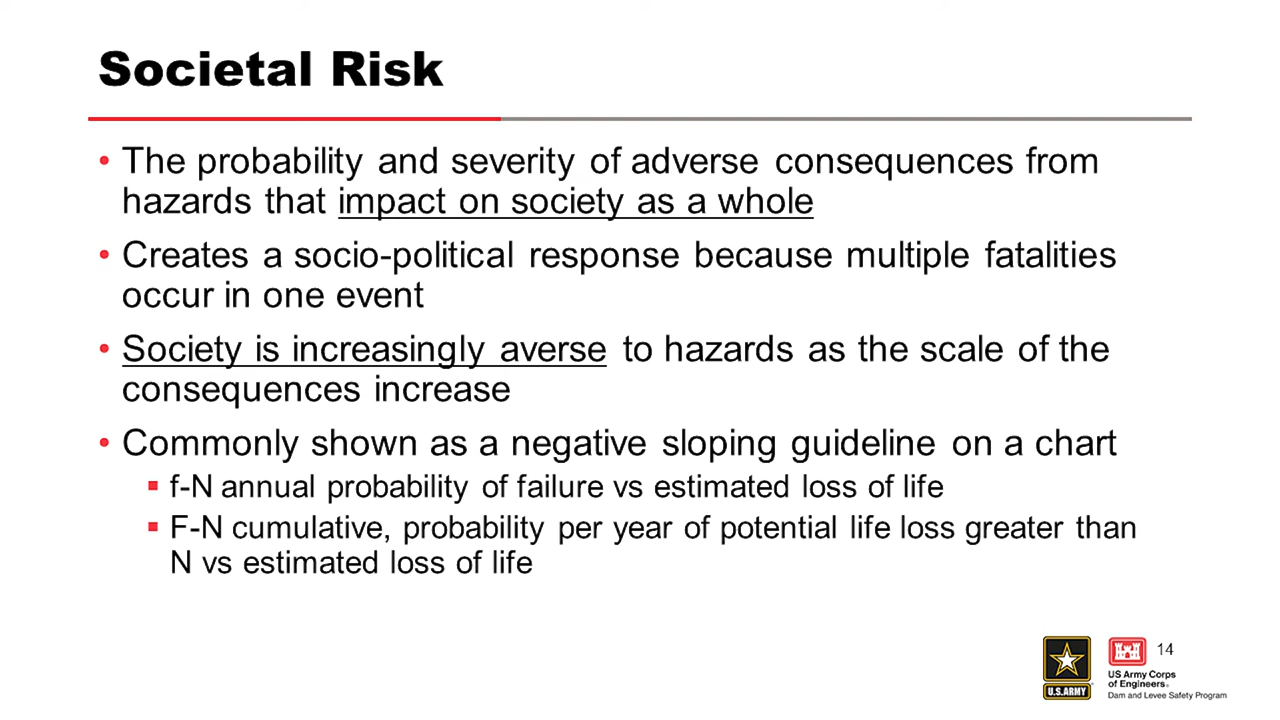 Societal Risk
• The probability and severity of adverse consequences from
hazards that impact on society as a whole
• Creates a socio-political response because multiple fatalities
occur in one event
• Society is increasingly averse to hazards as the scale of the
consequences increase
• Commonly shown as a negative sloping guideline on a chart
▪ f-N annual probability of failure vs estimated loss of life
▪ F-N cumulative, probability per year of potential life loss greater than
N vs estimated loss of life
U.S.ARMY
US Army Corps
of Engineers®
Dam and Levee Safety Program
14